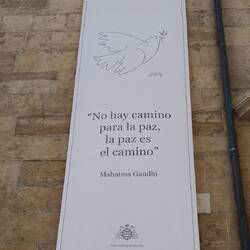 “No hay camino
para la paz,
la paz es
el camino”
Mahatma Gandhi